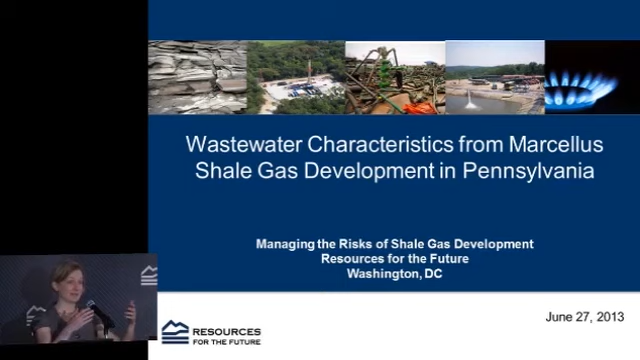 Wastewater Characteristics from Marcellus
Shale Gas Development in Pennsylvania
Managing the Risks of Shale Gas Development
Resources for the Future
Washington, DC
June 27, 2013
RESOURCES
FOR THE FUTURE